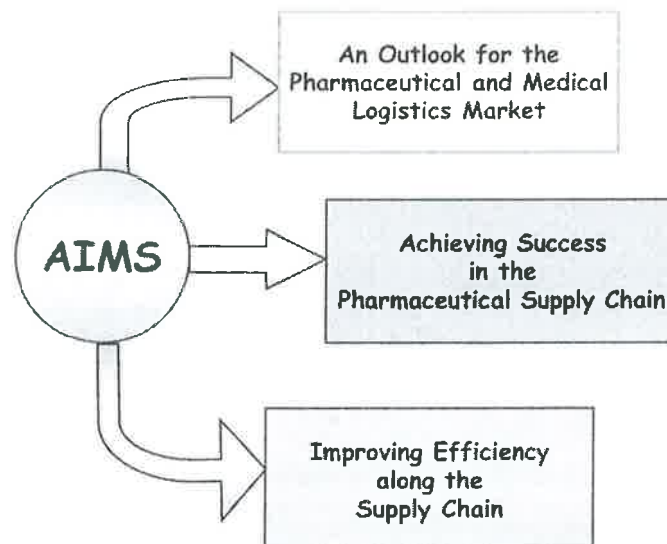 An Outlook for the
Pharmaceutical and Medical
Logistics Market
AIMS
Achieving Success
in the
Pharmaceutical Supply Chain
Improving Efficiency
along the
Supply Chain